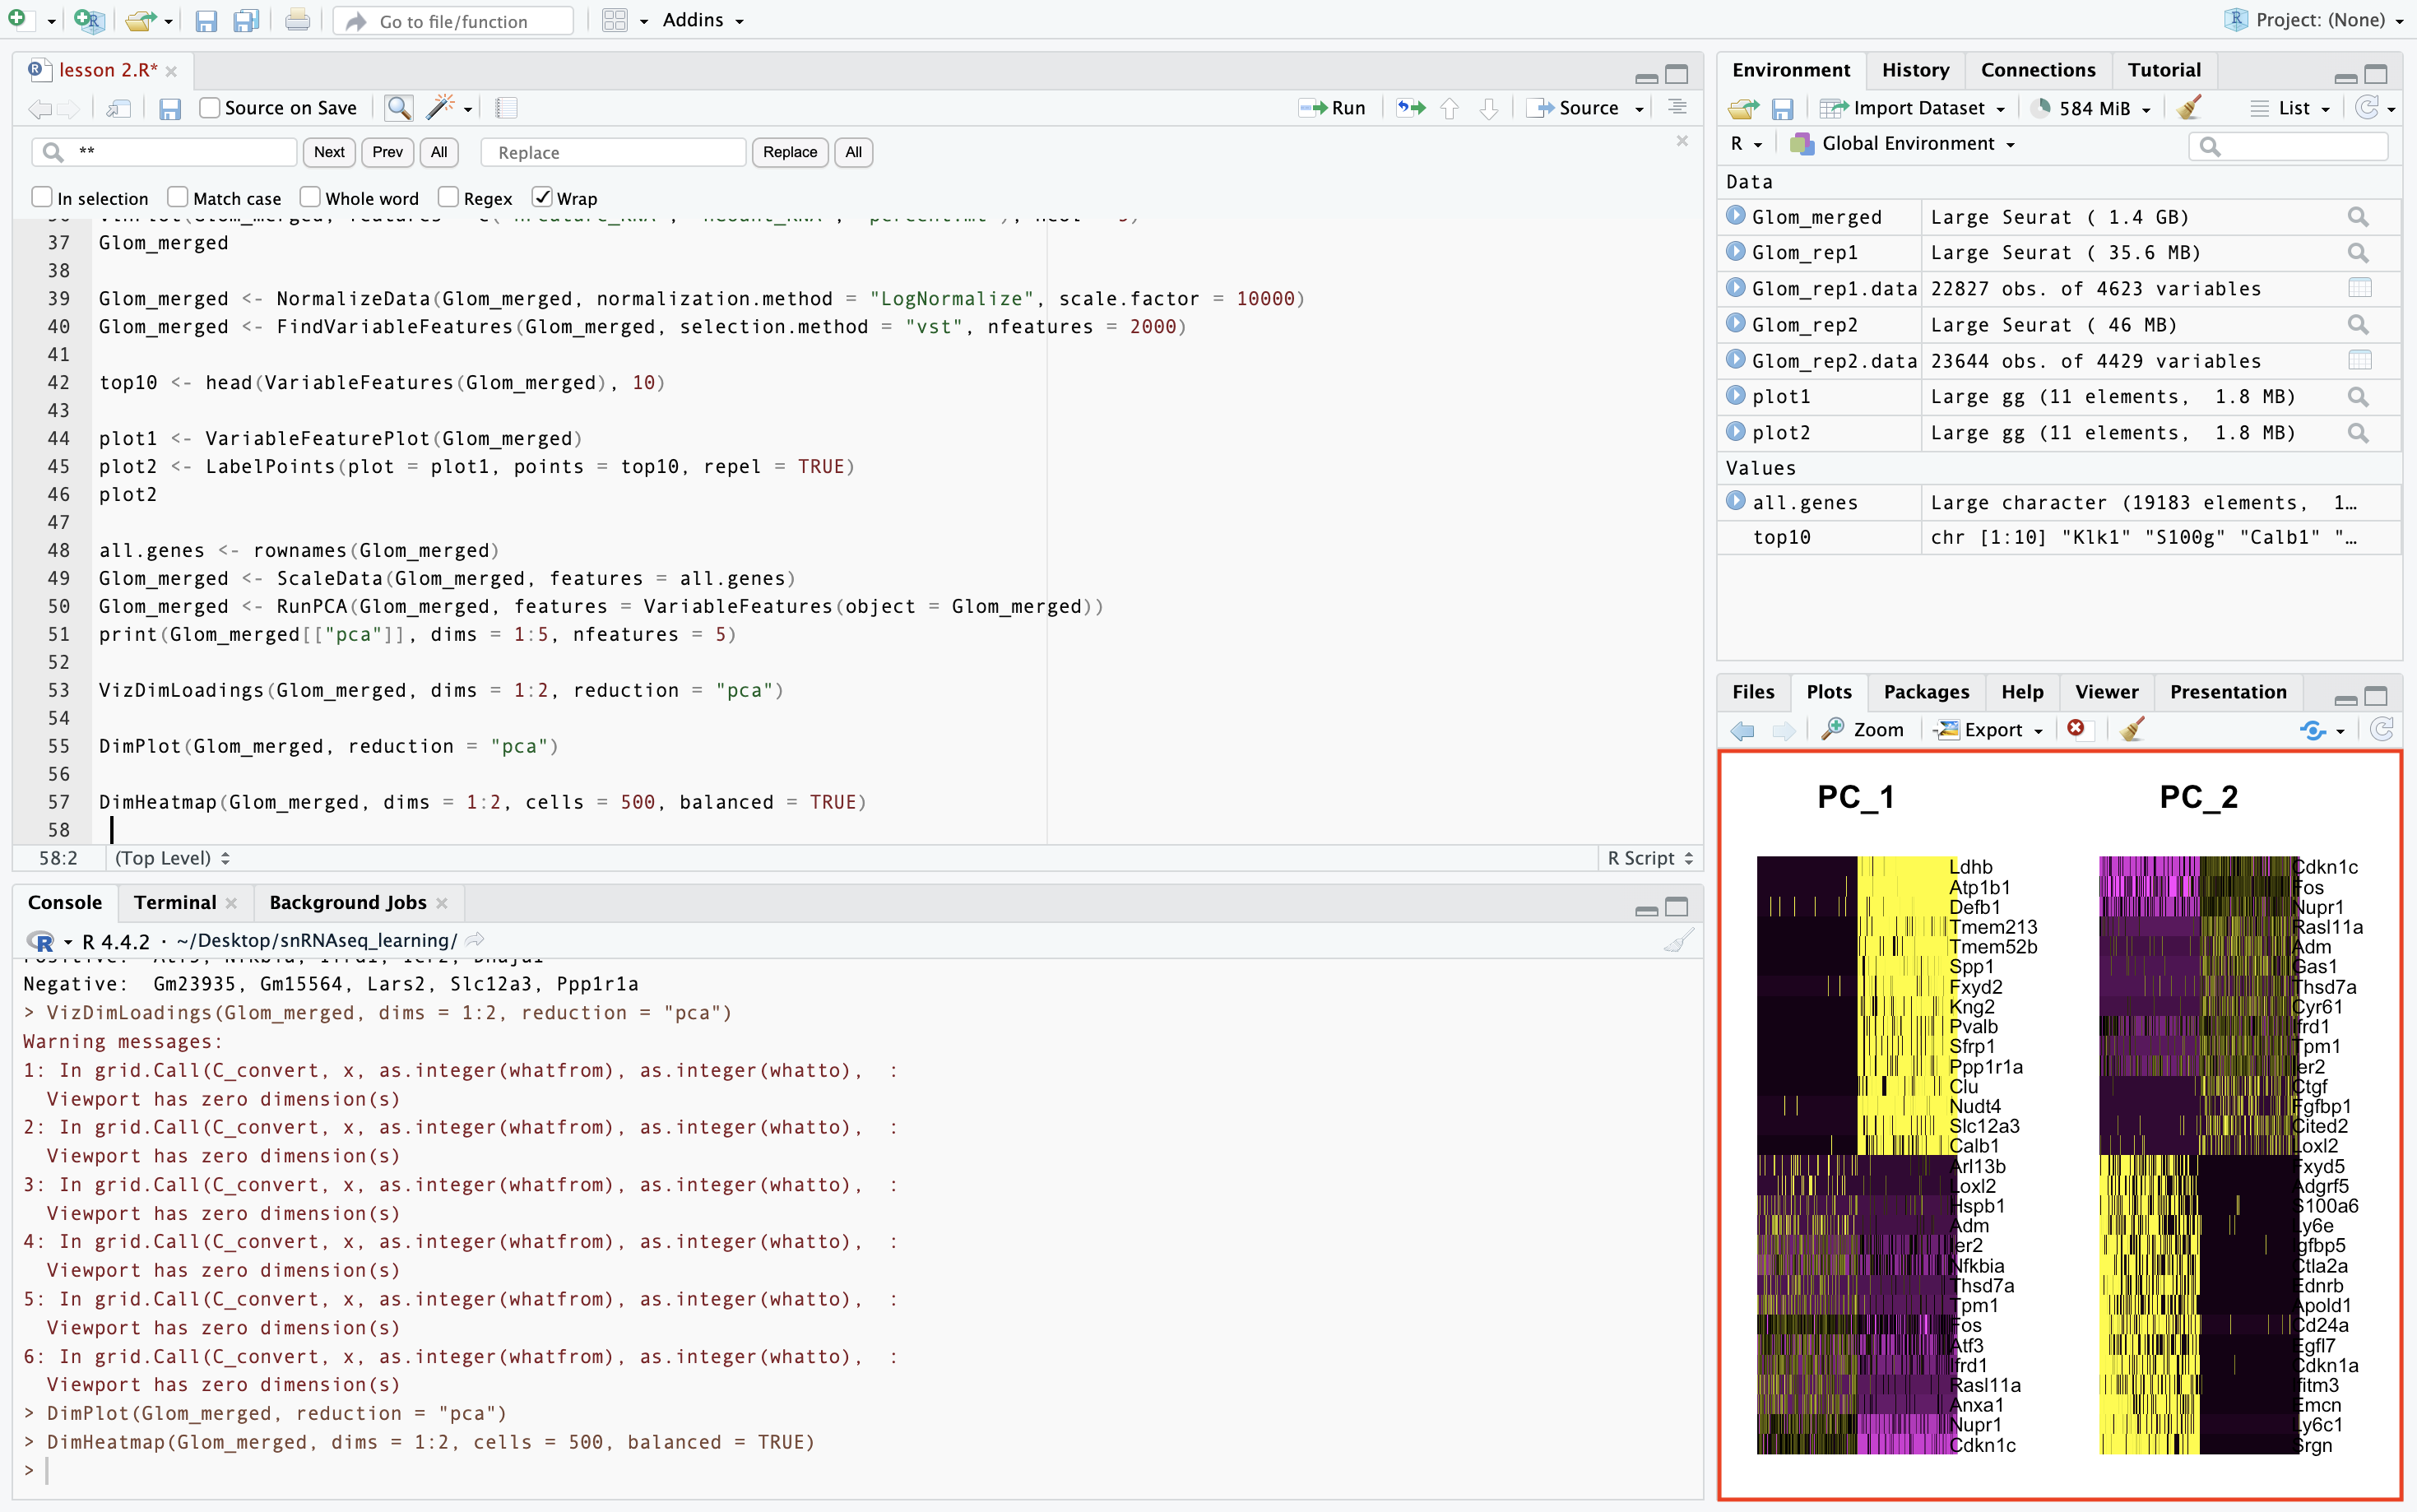 Go to file/function
Addins
Project: (None)
lesson 2.R*
Source on Save
Run
Source
**
Next
Prev
All
Replace
Replace
All
In selection
Match case
Whole word
Regex
Wrap
37 Glom_merged
38
39 Glom_merged <- NormalizeData(Glom_merged, normalization.method = "LogNormalize", scale.factor = 10000)
40 Glom_merged <- FindVariableFeatures(Glom_merged, selection.method = "vst", nfeatures = 2000)
41
42 top10 <- head(VariableFeatures(Glom_merged), 10)
43
44 plot1 <- VariableFeaturePlot(Glom_merged)
45 plot2 <- LabelPoints(plot = plot1, points = top10, repel = TRUE)
46 plot2
47
48 all.genes <- rownames(Glom_merged)
49 Glom_merged <- ScaleData(Glom_merged, features = all.genes)
50 Glom_merged <- RunPCA(Glom_merged, features = VariableFeatures(object = Glom_merged))
51 print(Glom_merged[["pca"]], dims = 1:5, nfeatures = 5)
52
53 VizDimLoadings(Glom_merged, dims = 1:2, reduction = "pca")
54
55 DimPlot(Glom_merged, reduction = "pca")
56
57 DimHeatmap(Glom_merged, dims = 1:2, cells = 500, balanced = TRUE)
58
58:2 (Top Level) R Script
Console Terminal Background Jobs
R 4.4.2 · ~/Desktop/snRNAseq_learning/
Negative: Gm23935, Gm15564, Lars2, Slc12a3, Ppp1r1a
> VizDimLoadings(Glom_merged, dims = 1:2, reduction = "pca")
Warning messages:
1: In grid.Call(C_convert, x, as.integer(whatfrom), as.integer(whatto), :
Viewport has zero dimension(s)
2: In grid.Call(C_convert, x, as.integer(whatfrom), as.integer(whatto), :
Viewport has zero dimension(s)
3: In grid.Call(C_convert, x, as.integer(whatfrom), as.integer(whatto), :
Viewport has zero dimension(s)
4: In grid.Call(C_convert, x, as.integer(whatfrom), as.integer(whatto), :
Viewport has zero dimension(s)
5: In grid.Call(C_convert, x, as.integer(whatfrom), as.integer(whatto), :
Viewport has zero dimension(s)
6: In grid.Call(C_convert, x, as.integer(whatfrom), as.integer(whatto), :
Viewport has zero dimension(s)
> DimPlot(Glom_merged, reduction = "pca")
> DimHeatmap(Glom_merged, dims = 1:2, cells = 500, balanced = TRUE)
>
Environment History Connections Tutorial
Import Dataset 584 MiB List
R Global Environment
Data
Glom_merged Large Seurat ( 1.4 GB)
Glom_rep1 Large Seurat ( 35.6 MB)
Glom_rep1.data 22827 obs. of 4623 variables
Glom_rep2 Large Seurat ( 46 MB)
Glom_rep2.data 23644 obs. of 4429 variables
plot1 Large gg (11 elements, 1.8 MB)
plot2 Large gg (11 elements, 1.8 MB)
Values
all.genes Large character (19183 elements, 1…
top10 chr [1:10] "Klk1" "S100g" "Calb1" "…
Files Plots Packages Help Viewer Presentation
Zoom Export
PC_1
Ldhb
Atp1b1
Defb1
Tmem213
Tmem52b
Spp1
Fxyd2
Kng2
Pvalb
Sfrp1
Ppp1r1a
Clu
Nudt4
Slc12a3
Calb1
Arl13b
Loxl2
Hspb1
Adm
Ier2
Nfkbia
Thsd7a
Tpm1
Fos
Atf3
Ifrd1
Rasl11a
Anxa1
Nupr1
Cdkn1c
PC_2
Cdkn1c
Fos
Nupr1
Rasl11a
Adm
Gas1
Thsd7a
Cyr61
Ifrd1
Tpm1
Ier2
Ctgf
Fgfbp1
Cited2
Loxl2
Fxyd5
Adgrf5
S100a6
Ly6e
Igfbp5
Ctla2a
Ednrb
Apold1
Cd24a
Egfl7
Cdkn1a
Ifitm3
Emcn
Ly6c1
Srgn